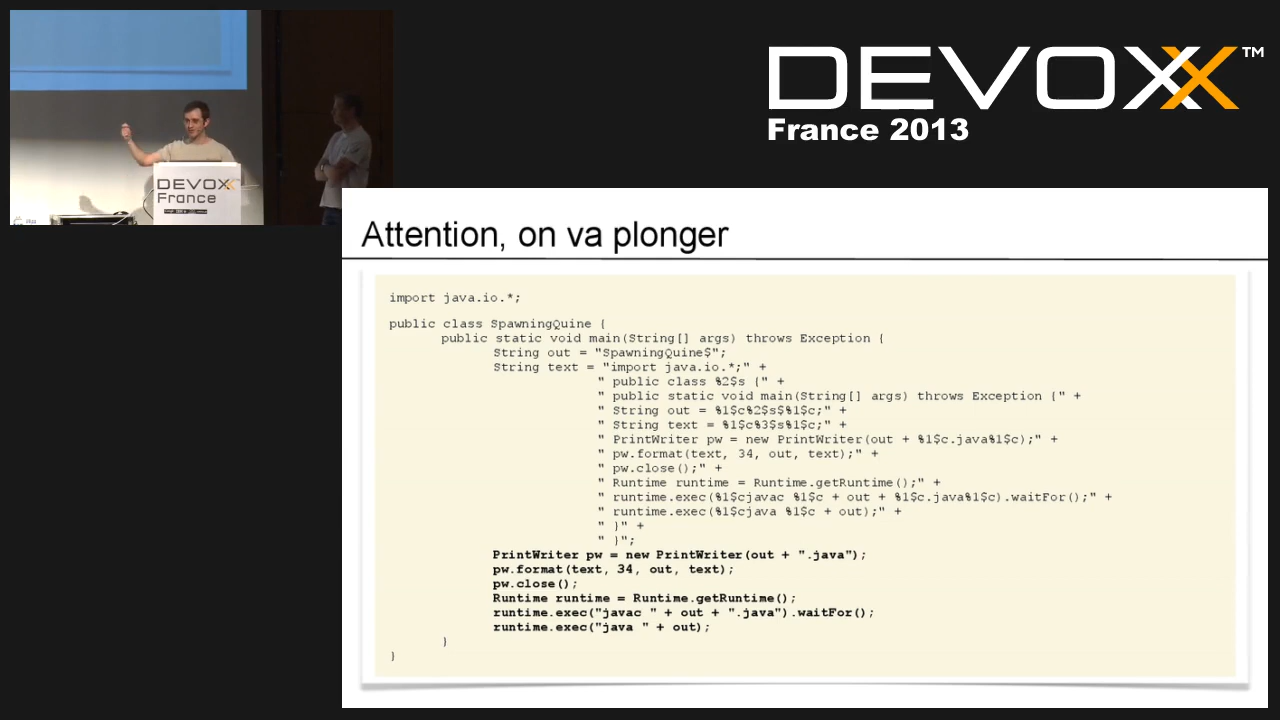 DEVOXX™
France 2013
DEVOXX
France
Attention, on va plonger
import java.io.*;
public class SpawningQuine {
public static void main(String[] args) throws Exception {
String out = "SpawningQuine$";
String text = "import java.io.*;" +
" public class %2$s {" +
" public static void main(String[] args) throws Exception {" +
" String out = %1$c%2$s$%1$c;" +
" String text = %1$c%3$s%1$c;" +
" PrintWriter pw = new PrintWriter(out + %1$c.java%1$c);" +
" pw.format(text, 34, out, text);" +
" pw.close();" +
" Runtime runtime = Runtime.getRuntime();" +
" runtime.exec(%1$cjavac %1$c + out + %1$c.java%1$c).waitFor();" +
" runtime.exec(%1$cjava %1$c + out);" +
" }" +
" }";
PrintWriter pw = new PrintWriter(out + ".java");
pw.format(text, 34, out, text);
pw.close();
Runtime runtime = Runtime.getRuntime();
runtime.exec("javac " + out + ".java").waitFor();
runtime.exec("java " + out);
}
}